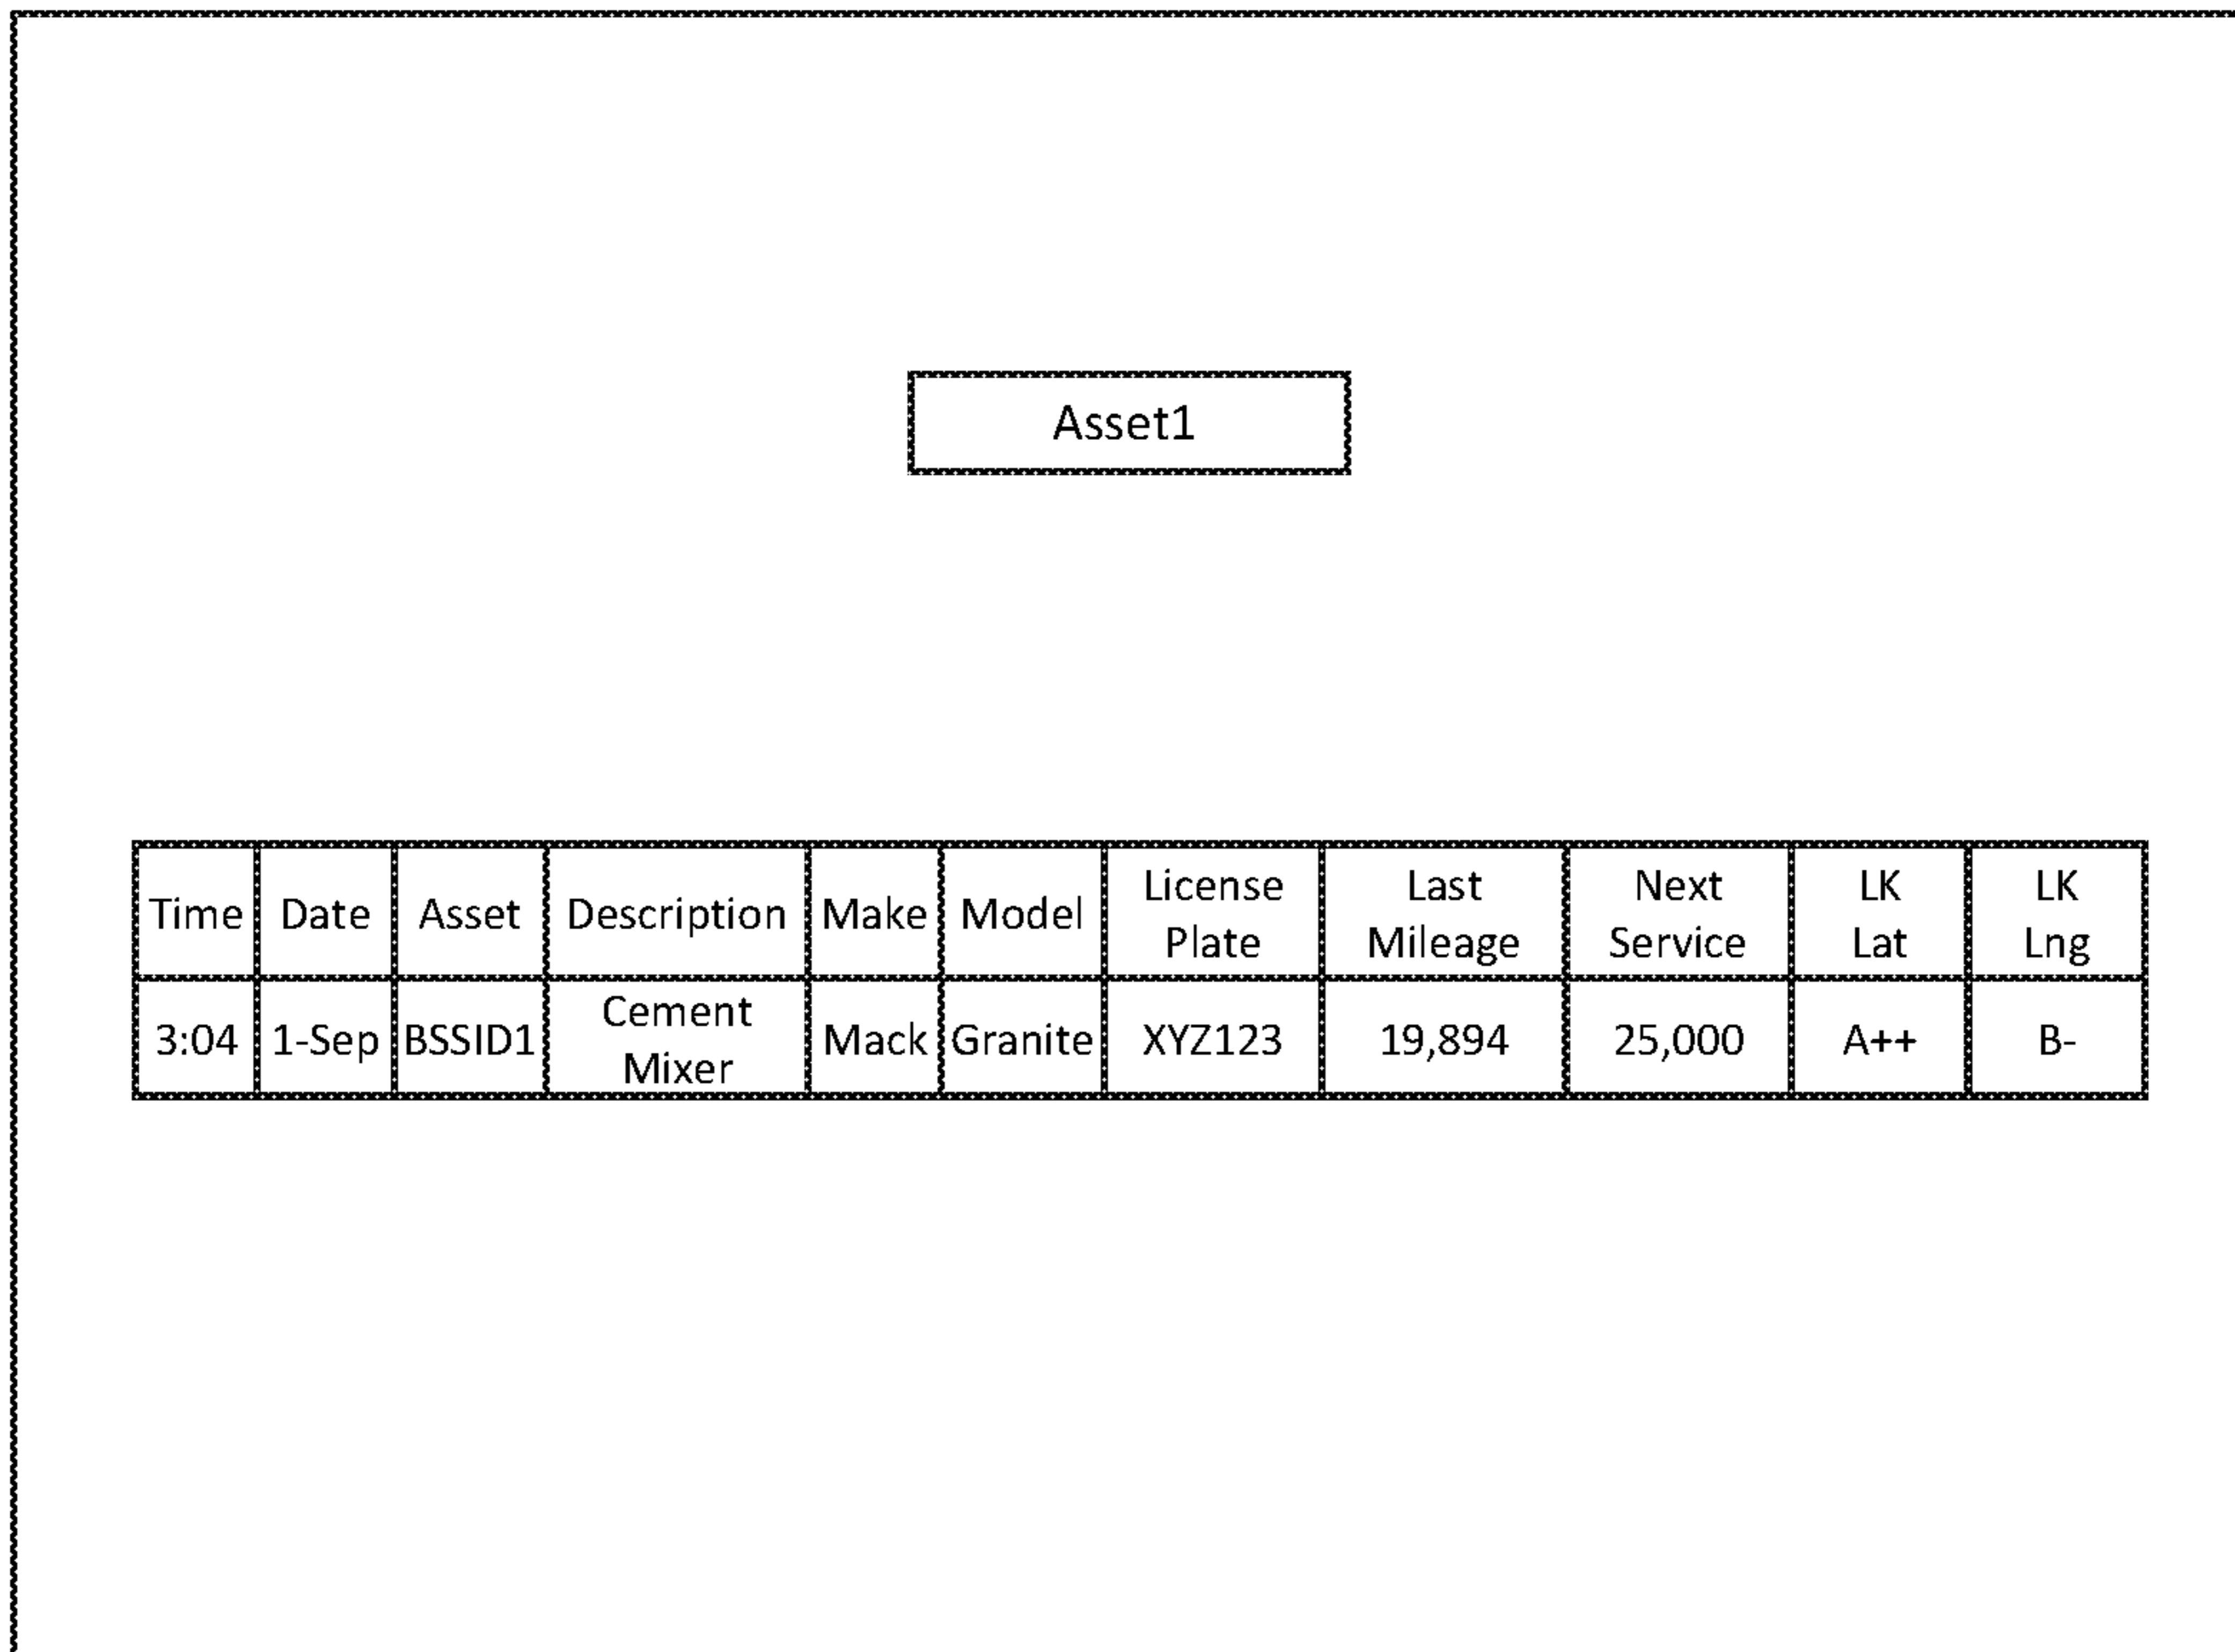 Asset1
Time Date Asset Description Make Model License Plate Last Mileage Next Service LK Lat LK Lng
3:04 1-Sep BSSID1 Cement Mixer Mack Granite XYZ123 19,894 25,000 A++ B-